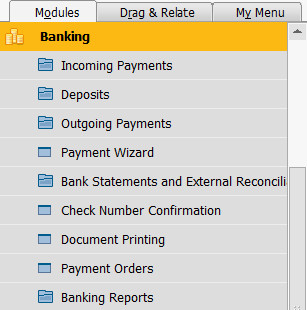 Modules Drag & Relate My Menu
Banking
Incoming Payments
Deposits
Outgoing Payments
Payment Wizard
Bank Statements and External Reconcili
Check Number Confirmation
Document Printing
Payment Orders
Banking Reports